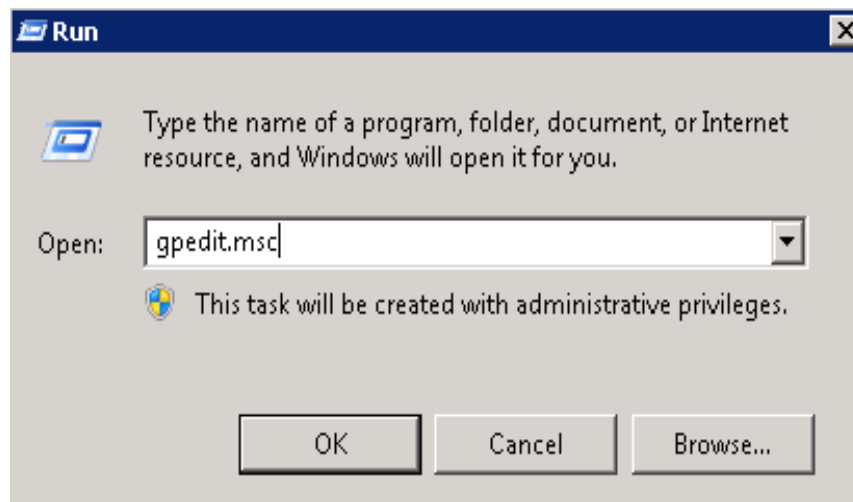 Run
Type the name of a program, folder, document, or Internet
resource, and Windows will open it for you.
Open:
gpedit.msc
This task will be created with administrative privileges.
OK
Cancel
Browse...